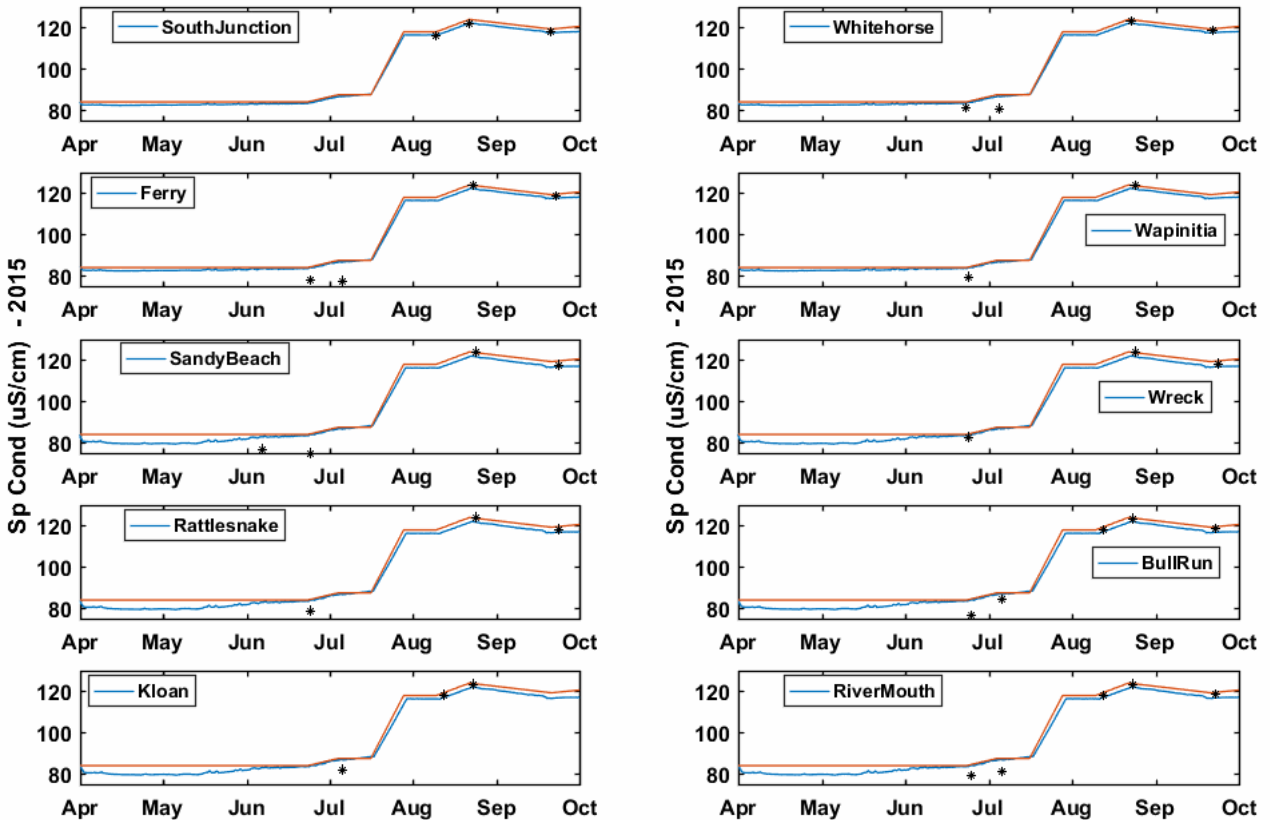 SouthJunction
120
100
80
Apr May Jun Jul Aug Sep Oct
Whitehorse
120
100
80
Apr May Jun Jul Aug Sep Oct
Ferry
120
100
80
Apr May Jun Jul Aug Sep Oct
Wapinitia
120
100
80
Apr May Jun Jul Aug Sep Oct
Sp Cond (uS/cm) - 2015
SandyBeach
120
100
80
Apr May Jun Jul Aug Sep Oct
Sp Cond (uS/cm) - 2015
Wreck
120
100
80
Apr May Jun Jul Aug Sep Oct
Rattlesnake
120
100
80
Apr May Jun Jul Aug Sep Oct
BullRun
120
100
80
Apr May Jun Jul Aug Sep Oct
Kloan
120
100
80
Apr May Jun Jul Aug Sep Oct
RiverMouth
120
100
80
Apr May Jun Jul Aug Sep Oct